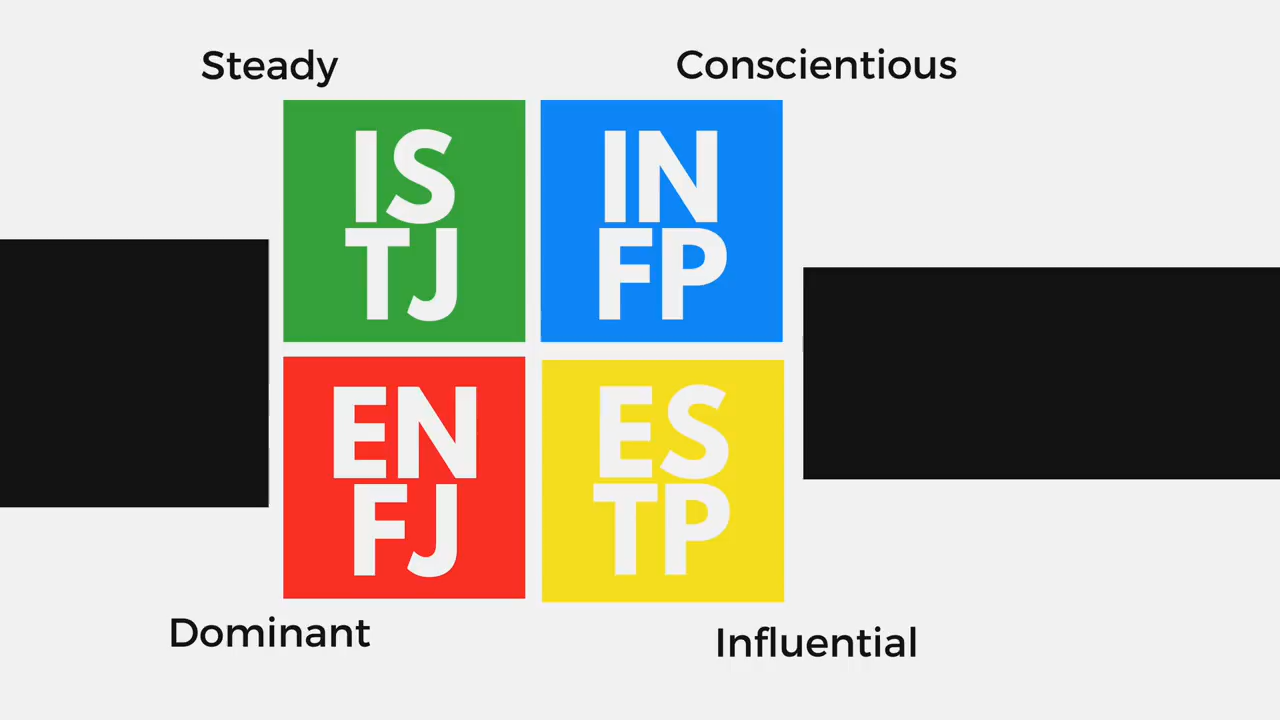 Steady
Conscientious
IS
TJ
IN
FP
EN
FJ
ES
TP
Dominant
Influential